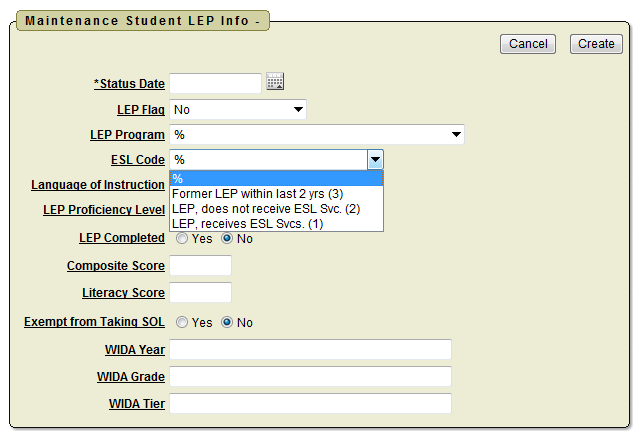 Maintenance Student LEP Info -
Cancel Create
*Status Date
LEP Flag No
LEP Program %
ESL Code %
%
Language of Instruction Former LEP within last 2 yrs (3)
LEP Proficiency Level LEP, does not receive ESL Svc. (2)
LEP, receives ESL Svcs. (1)
LEP Completed Yes No
Composite Score
Literacy Score
Exempt from Taking SOL Yes No
WIDA Year
WIDA Grade
WIDA Tier